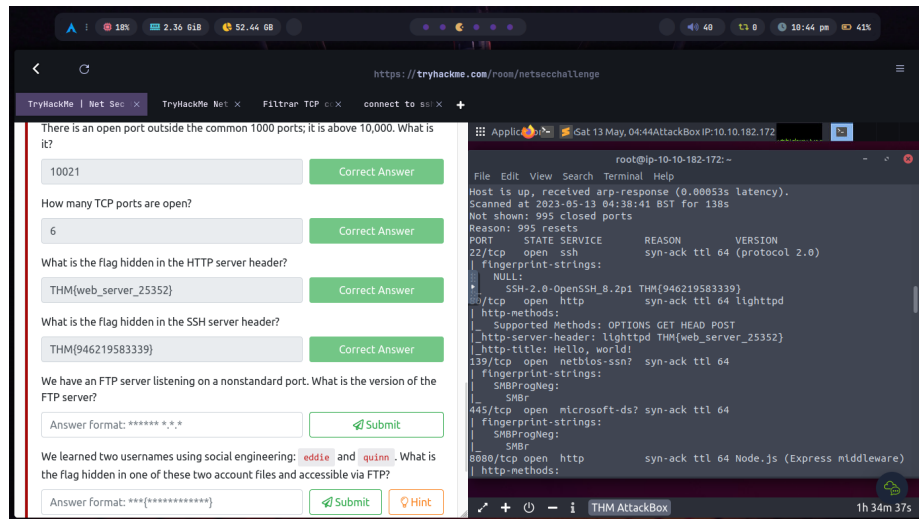 18% 2.36 GiB 52.44 GB 40 0 10:44 pm 41%
https://tryhackme.com/room/netsecchallenge
TryHackMe | Net Sec × TryHackMe Net × Filtrar TCP × connect to ssh × +
There is an open port outside the common 1000 ports; it is above 10,000. What is
it?
10021 Correct Answer
How many TCP ports are open?
6 Correct Answer
What is the flag hidden in the HTTP server header?
THM{web_server_25352} Correct Answer
What is the flag hidden in the SSH server header?
THM{946219583339} Correct Answer
We have an FTP server listening on a nonstandard port. What is the version of the
FTP server?
Answer format: ****** *.*.* Submit
We learned two usernames using social engineering: eddie and quinn . What is
the flag hidden in one of these two account files and accessible via FTP?
Answer format: ***{************} Submit Hint
Sat 13 May, 04:44 AttackBox IP:10.10.182.172
root@ip-10-10-182-172: ~
File Edit View Search Terminal Help
Host is up, received arp-response (0.00053s latency).
Scanned at 2023-05-13 04:38:41 BST for 138s
Not shown: 995 closed ports
Reason: 995 resets
PORT STATE SERVICE REASON VERSION
22/tcp open ssh syn-ack ttl 64 (protocol 2.0)
| fingerprint-strings:
| NULL:
SSH-2.0-OpenSSH_8.2p1 THM{946219583339}
0/tcp open http syn-ack ttl 64 lighttpd
| http-methods:
|_ Supported Methods: OPTIONS GET HEAD POST
|_http-server-header: lighttpd THM{web_server_25352}
|_http-title: Hello, world!
139/tcp open netbios-ssn? syn-ack ttl 64
| fingerprint-strings:
| SMBProgNeg:
|_ SMBr
445/tcp open microsoft-ds? syn-ack ttl 64
| fingerprint-strings:
| SMBProgNeg:
|_ SMBr
8080/tcp open http syn-ack ttl 64 Node.js (Express middleware)
| http-methods:
THM AttackBox 1h 34m 37s